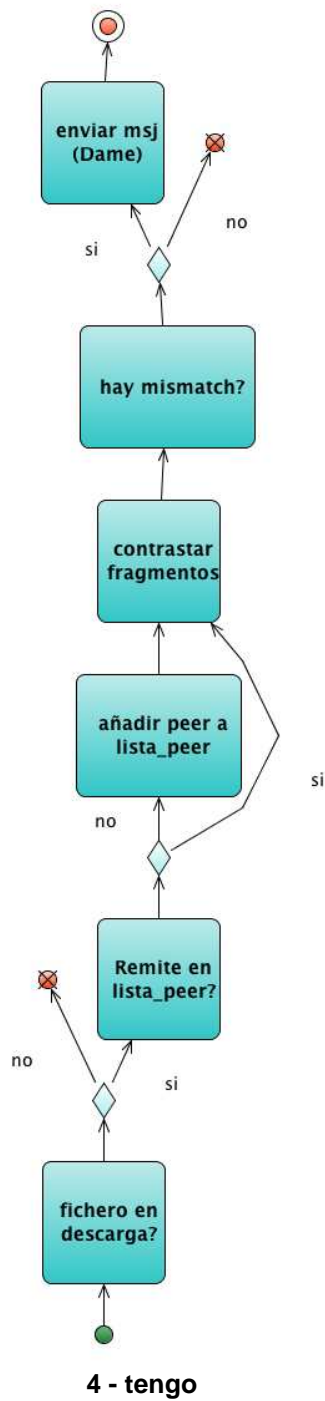 enviar msj
(Dame)
no
si
hay mismatch?
contrastar
fragmentos
añadir peer a
lista_peer
si
no
Remite en
lista_peer?
no
si
fichero en
descarga?
4 - tengo